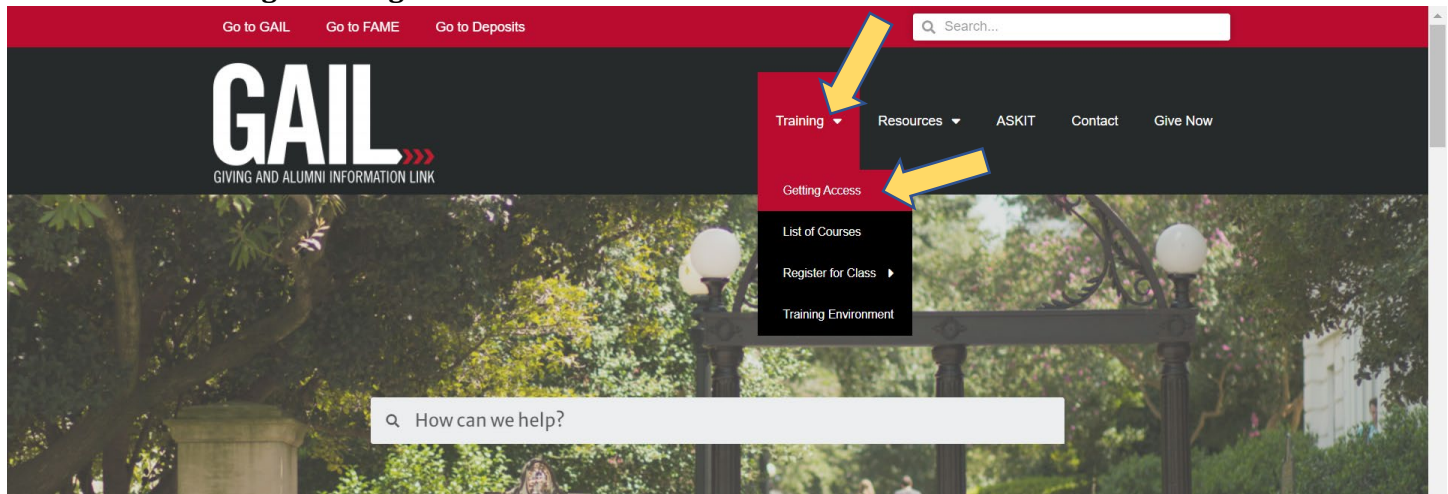 Go to GAIL Go to FAME Go to Deposits Search...
GAIL
GIVING AND ALUMNI INFORMATION LINK
Training Resources ASKIT Contact Give Now
Getting Access
List of Courses
Register for Class
Training Environment
How can we help?